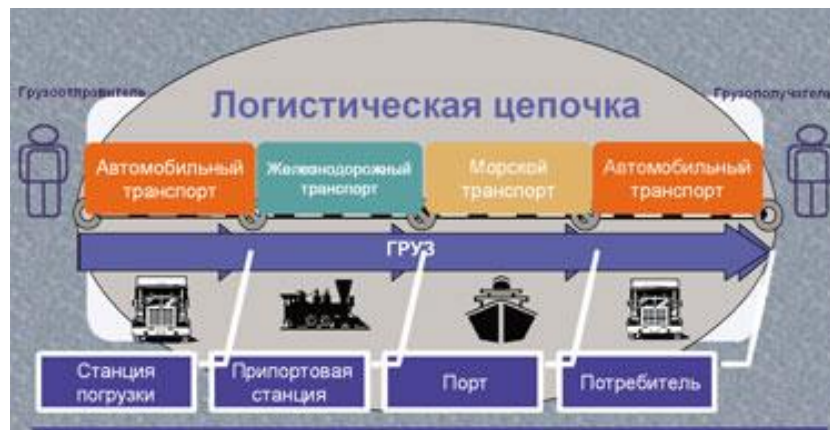 Грузоотправитель
Грузополучатель
Логистическая цепочка
Автомобильный
транспорт
Железнодорожный
транспорт
Морской
транспорт
Автомобильный
транспорт
ГРУЗ
Станция
погрузки
Припортовая
станция
Порт
Потребитель